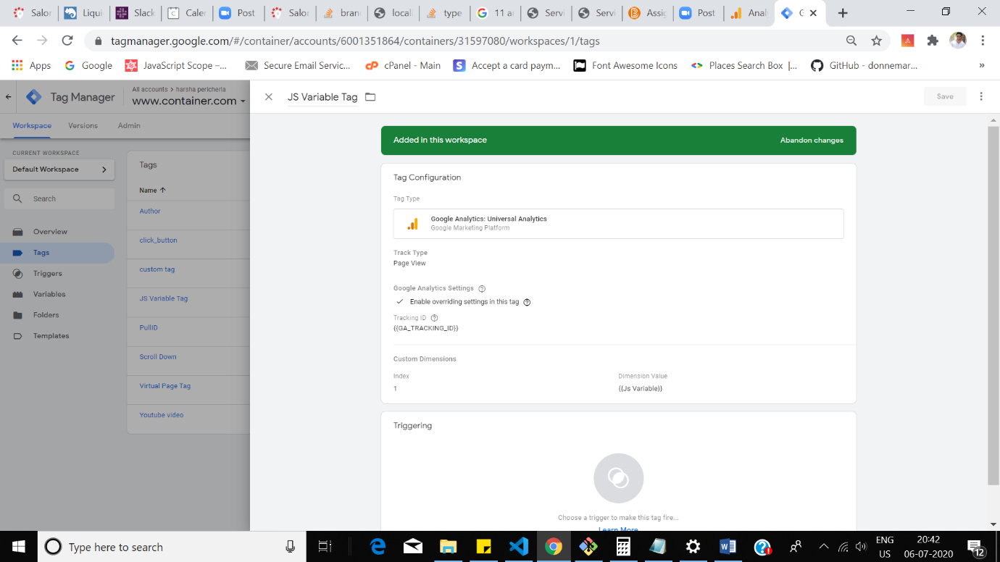 Salor
Liqui
Slack
Caler
Post
Salor
bran
locali
type
11 ar
Servi
Servi
Assig
Post
Anal
G
tagmanager.google.com/#/container/accounts/6001351864/containers/31597080/workspaces/1/tags
Apps
Google
JavaScript Scope –...
Secure Email Servic...
cPanel - Main
Accept a card paym...
Font Awesome Icons
Places Search Box |...
GitHub - donnemar...
»
Tag Manager
All accounts > harsha pericherla
www.container.com
JS Variable Tag
Save
Workspace
Versions
Admin
CURRENT WORKSPACE
Default Workspace
Search
Overview
Tags
Triggers
Variables
Folders
Templates
Tags
Name
Author
click_button
custom tag
JS Variable Tag
PullID
Scroll Down
Virtual Page Tag
Youtube video
Added in this workspace
Abandon changes
Tag Configuration
Tag Type
Google Analytics: Universal Analytics
Google Marketing Platform
Track Type
Page View
Google Analytics Settings
Enable overriding settings in this tag
Tracking ID
{{GA_TRACKING_ID}}
Custom Dimensions
Index
Dimension Value
1
{{Js Variable}}
Triggering
Choose a trigger to make this tag fire...
Learn More
Type here to search
ENG
US
20:42
06-07-2020
12